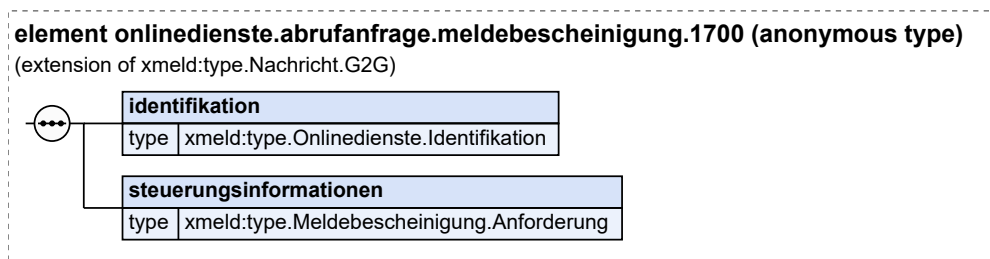 element onlinedienste.abrufanfrage.meldebescheinigung.1700 (anonymous type)
(extension of xmeld:type.Nachricht.G2G)
identifikation
type xmeld:type.Onlinedienste.Identifikation
steuerungsinformationen
type xmeld:type.Meldebescheinigung.Anforderung